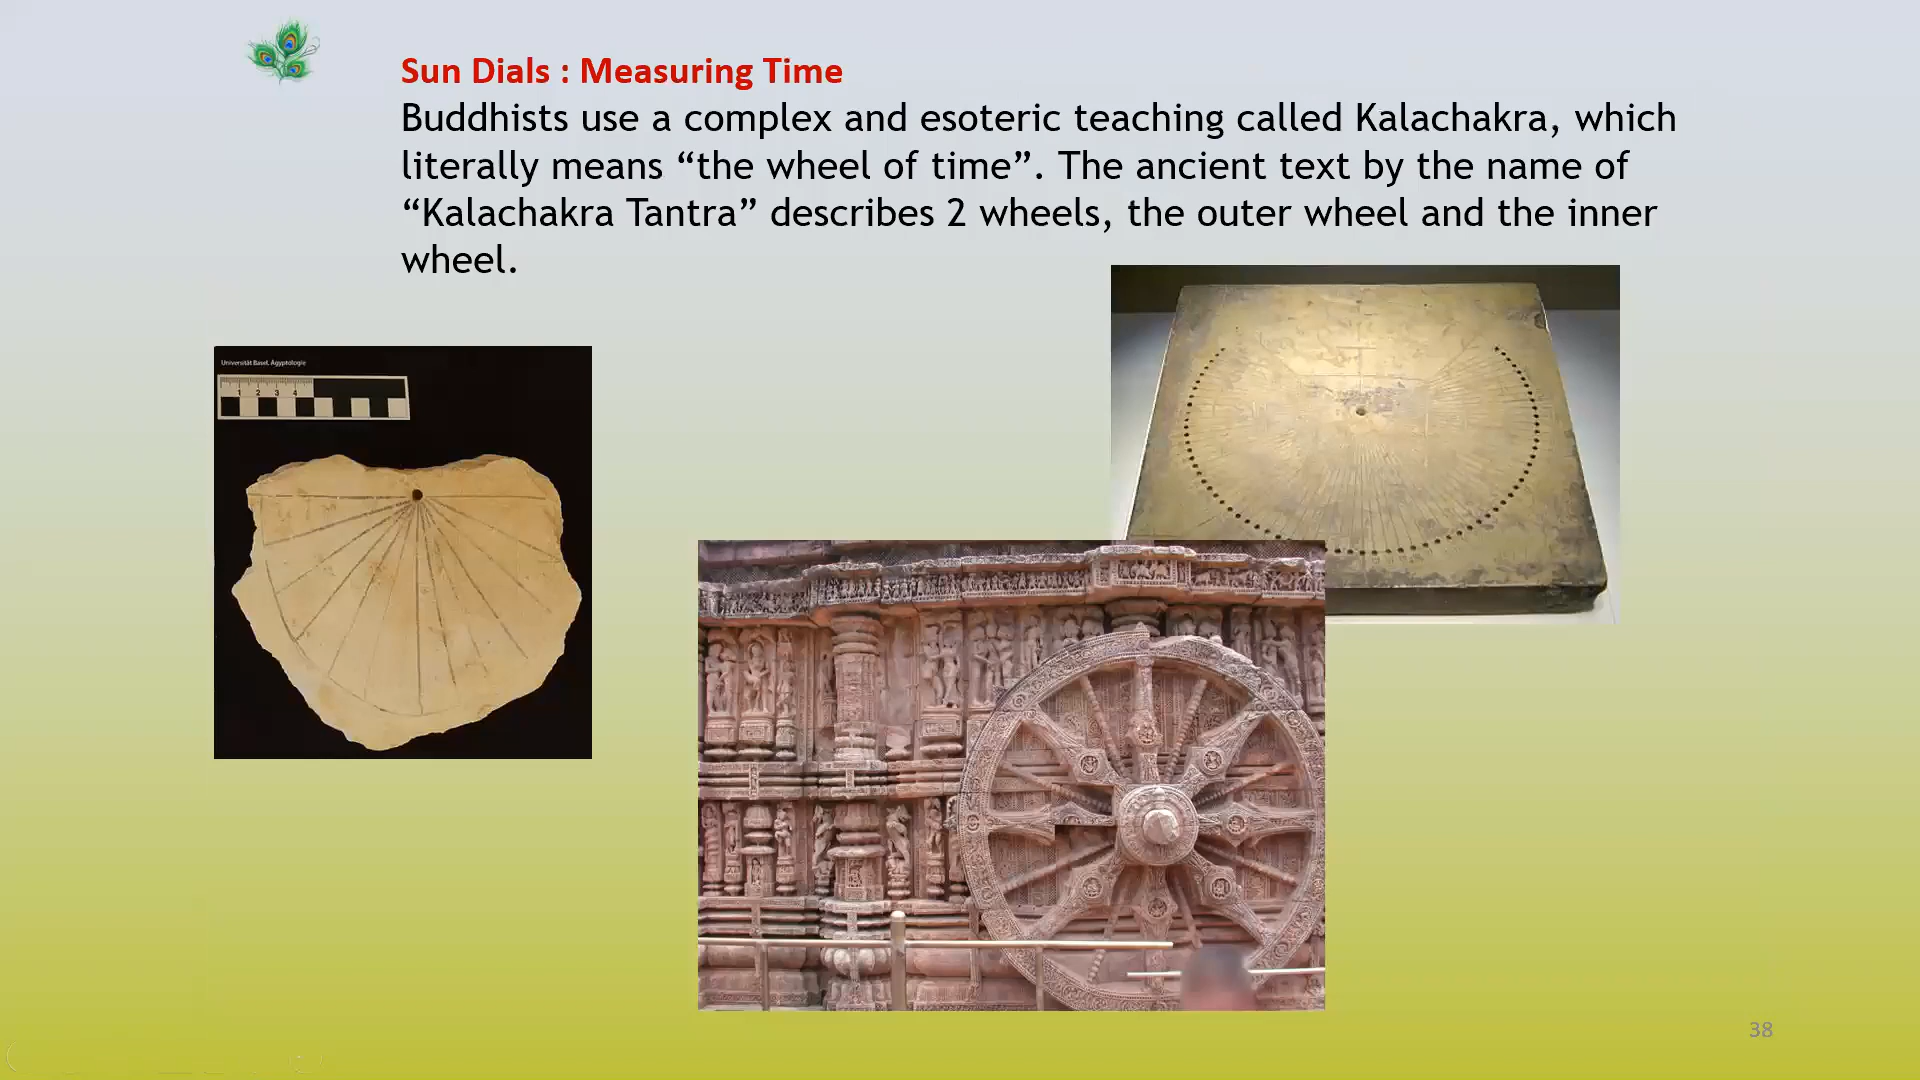 Sun Dials : Measuring Time
Buddhists use a complex and esoteric teaching called Kalachakra, which
literally means “the wheel of time”. The ancient text by the name of
“Kalachakra Tantra” describes 2 wheels, the outer wheel and the inner
wheel.
Universität Basel, Ägyptologie
1 2 3 4
38